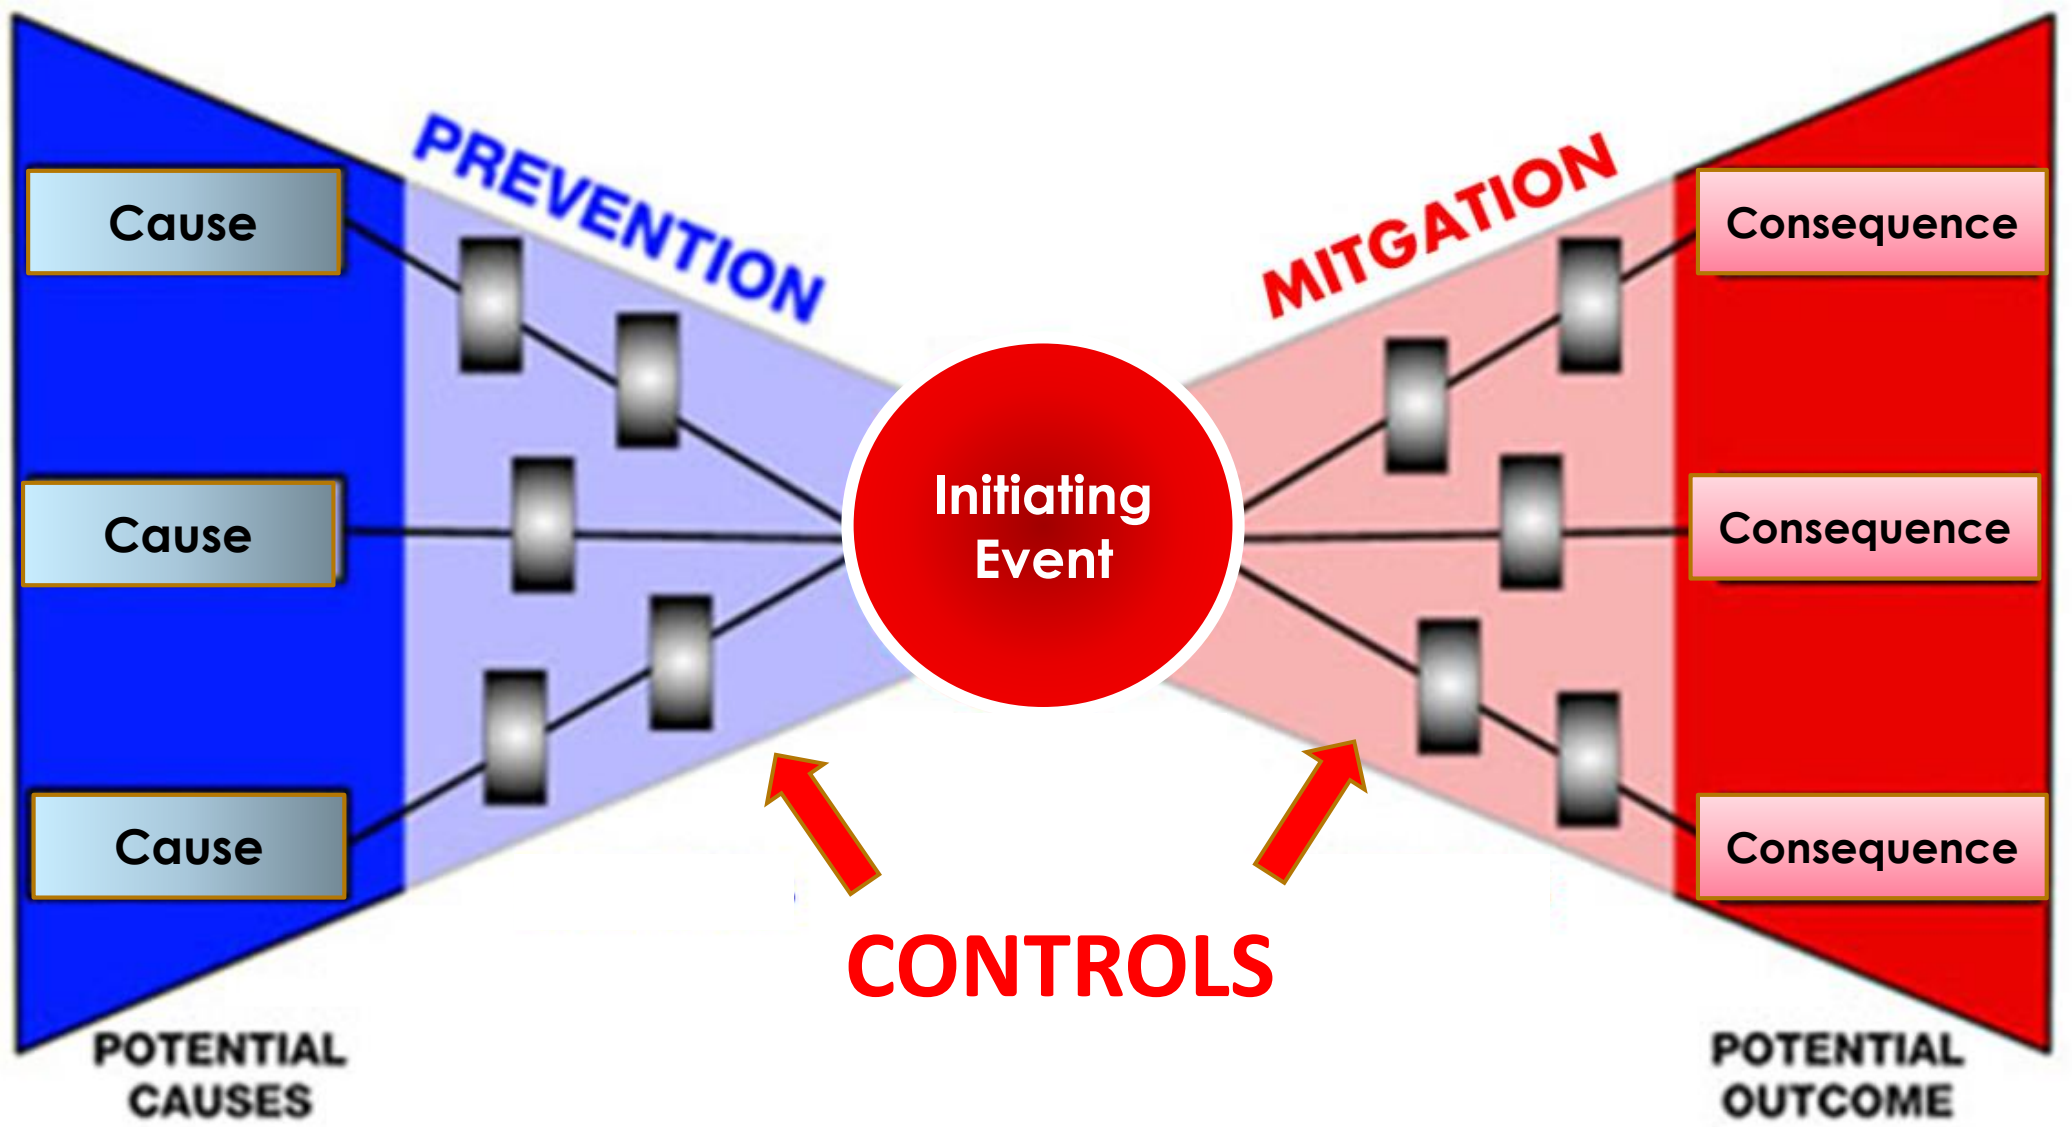 PREVENTION
MITGATION
Cause
Consequence
Initiating
Event
Cause
Consequence
Cause
Consequence
CONTROLS
POTENTIAL
CAUSES
POTENTIAL
OUTCOME